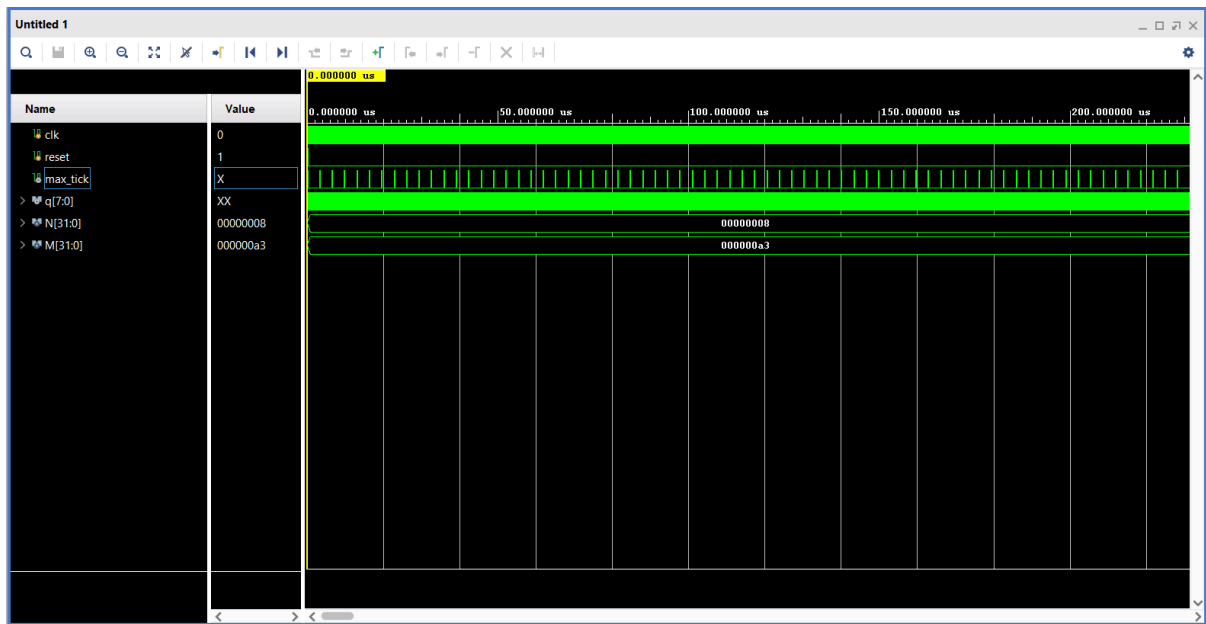 Untitled 1
0.000000 us
Name Value
0.000000 us 50.000000 us 100.000000 us 150.000000 us 200.000000 us
clk 0
reset 1
max_tick X
q[7:0] XX
N[31:0] 00000008 00000008
M[31:0] 000000a3 000000a3